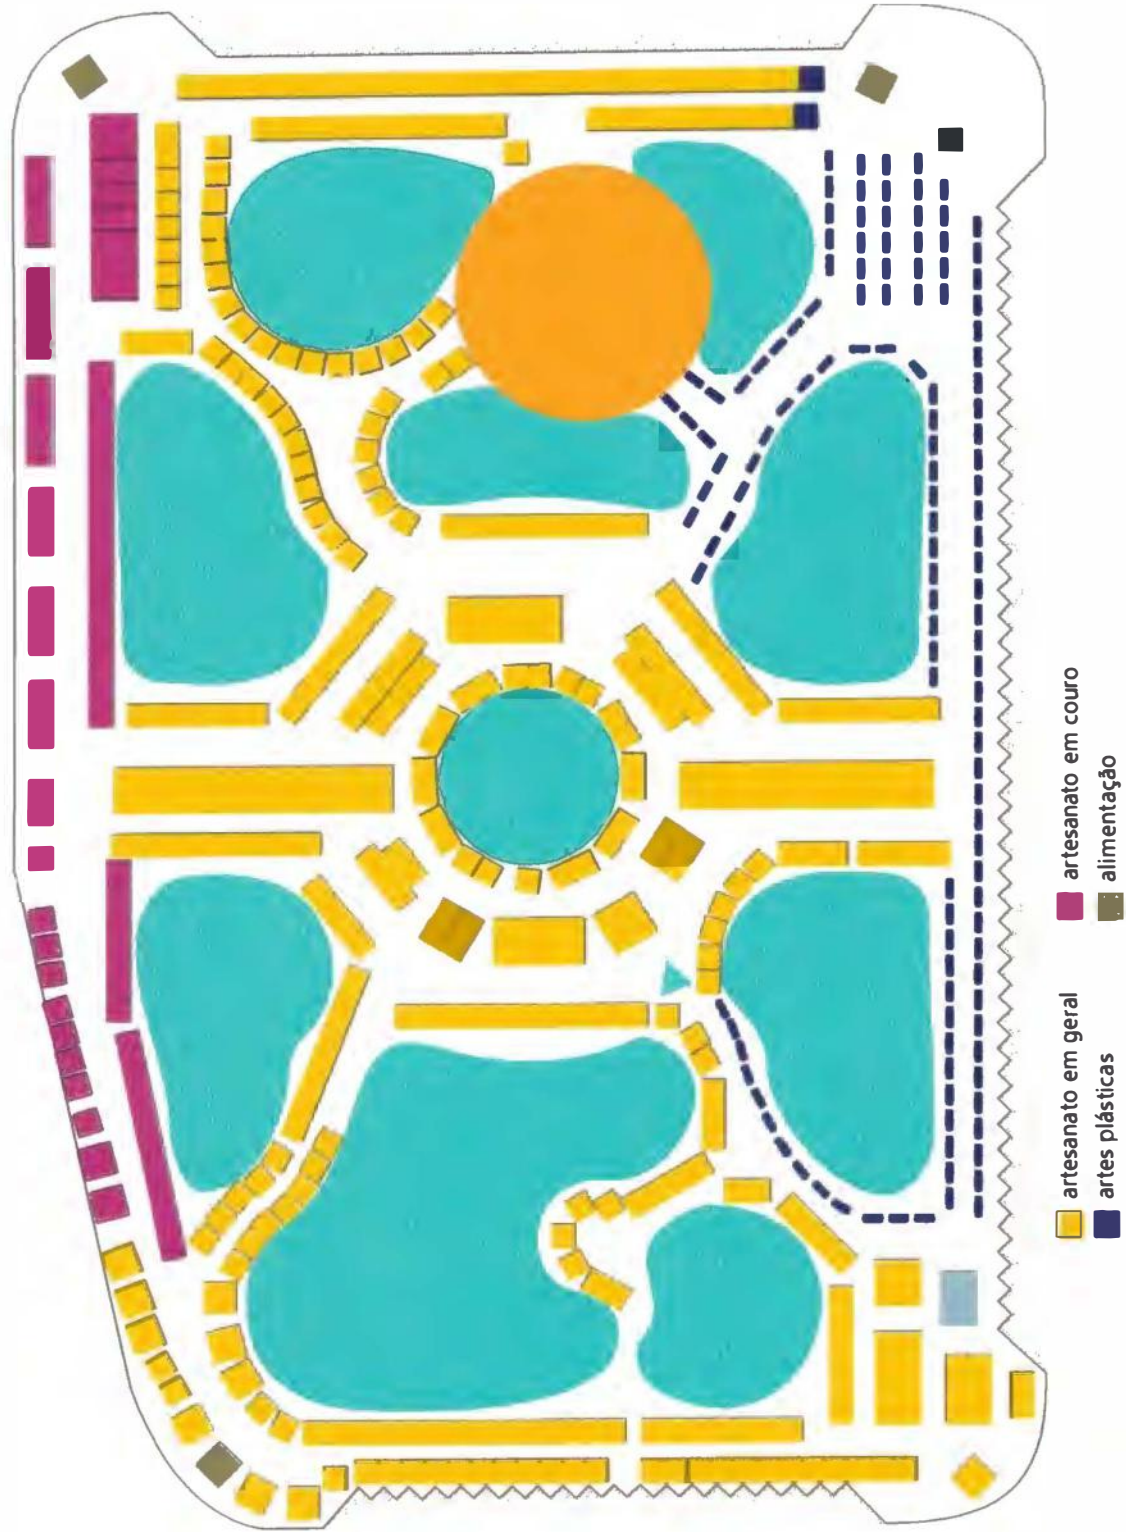 artesanato em geral
artes plásticas
artesanato em couro
alimentação